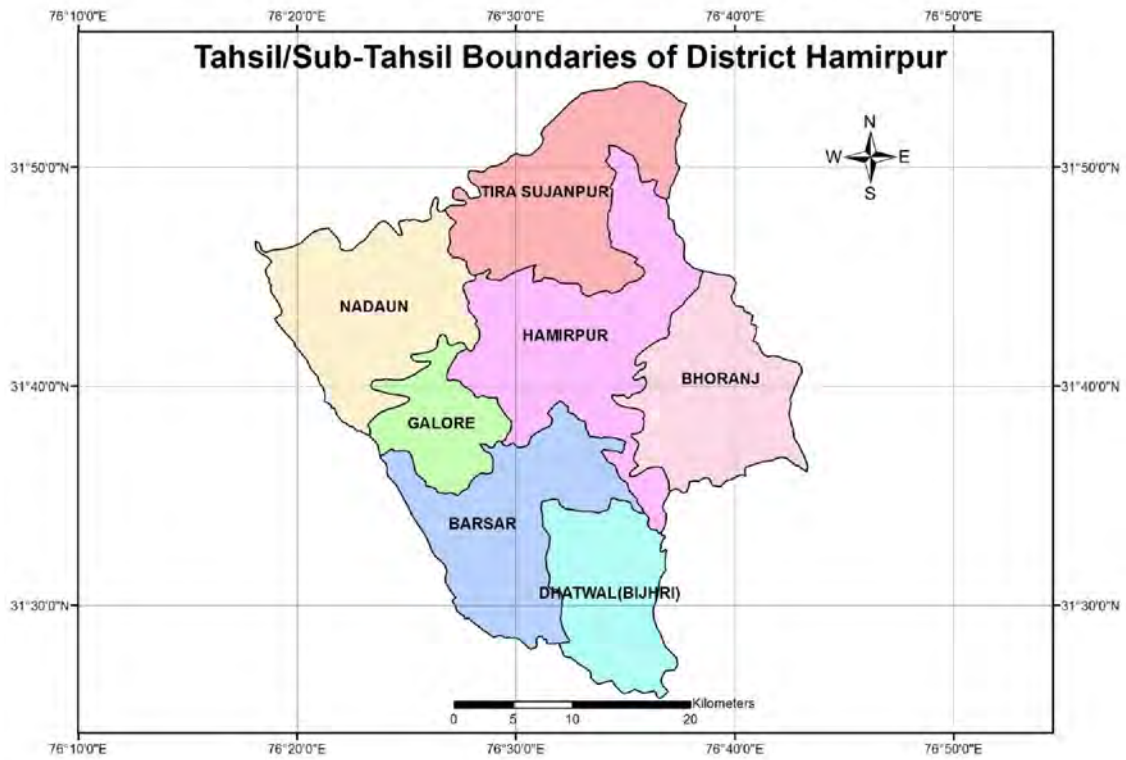 76°10'0"E 76°20'0"E 76°30'0"E 76°40'0"E 76°50'0"E
Tahsil/Sub-Tahsil Boundaries of District Hamirpur
N
W E
S
31°50'0"N 31°50'0"N
TIRA SUJANPUR
NADAUN
HAMIRPUR
BHORANJ
31°40'0"N 31°40'0"N
GALORE
BARSAR
DHATWAL(BIJHRI)
31°30'0"N 31°30'0"N
Kilometers
0 5 10 20
76°10'0"E 76°20'0"E 76°30'0"E 76°40'0"E 76°50'0"E